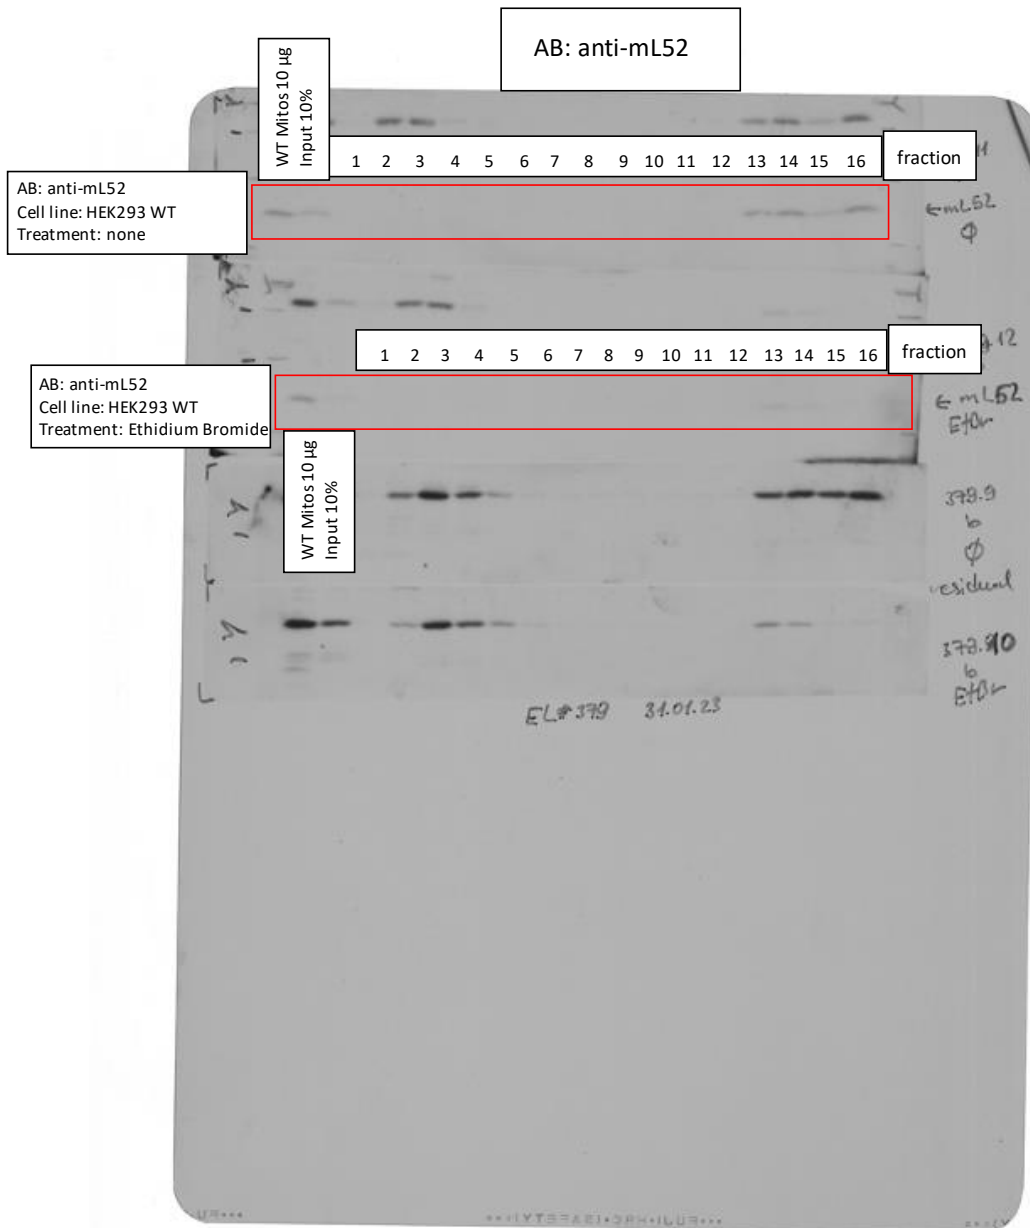 AB: anti-mL52
WT Mitos 10 µg
Input 10%
1 2 3 4 5 6 7 8 9 10 11 12 13 14 15 16
fraction
AB: anti-mL52
Cell line: HEK293 WT
Treatment: none
←mL52
Φ
1 2 3 4 5 6 7 8 9 10 11 12 13 14 15 16
fraction
12
AB: anti-mL52
Cell line: HEK293 WT
Treatment: Ethidium Bromide
← mL52
EtBr
WT Mitos 10 µg
Input 10%
379.9
b
Φ
residual
379.10
b
EtBr
EL#379 31.01.23